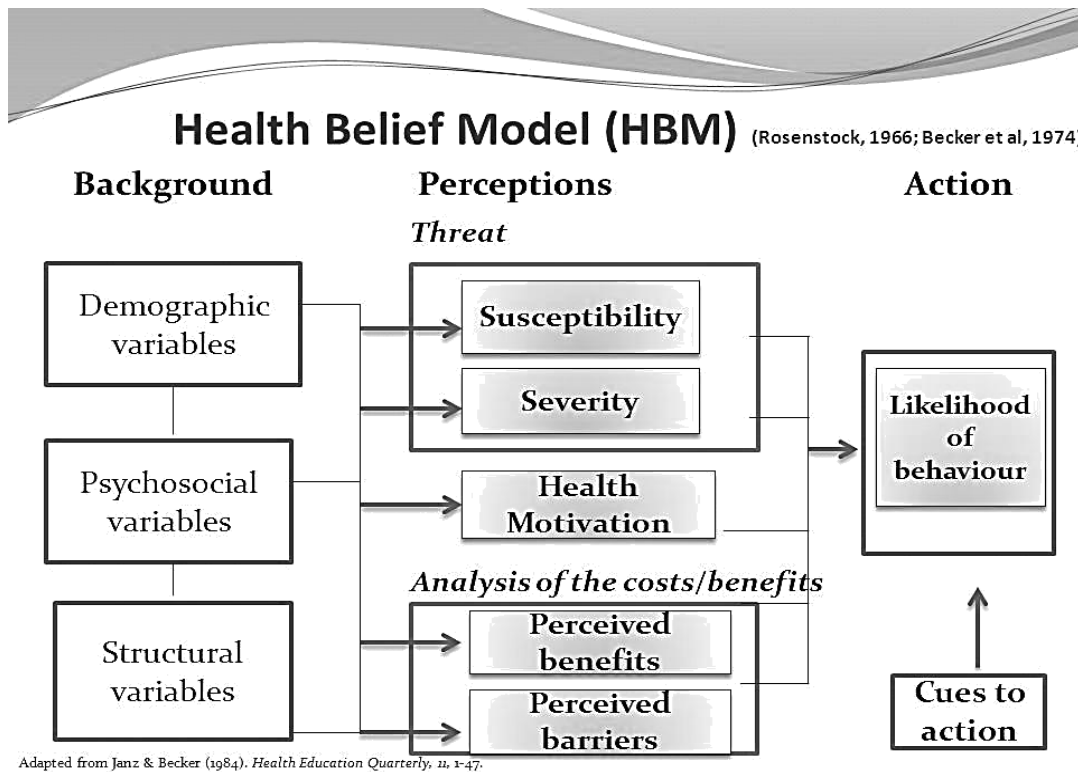 Health Belief Model (HBM) (Rosenstock, 1966; Becker et al, 1974)
Background
Perceptions
Action
Threat
Demographic
variables
Psychosocial
variables
Structural
variables
Susceptibility
Severity
Health
Motivation
Analysis of the costs/benefits
Perceived
benefits
Perceived
barriers
Likelihood
of
behaviour
Cues to
action
Adapted from Janz & Becker (1984). Health Education Quarterly, 11, 1-47.